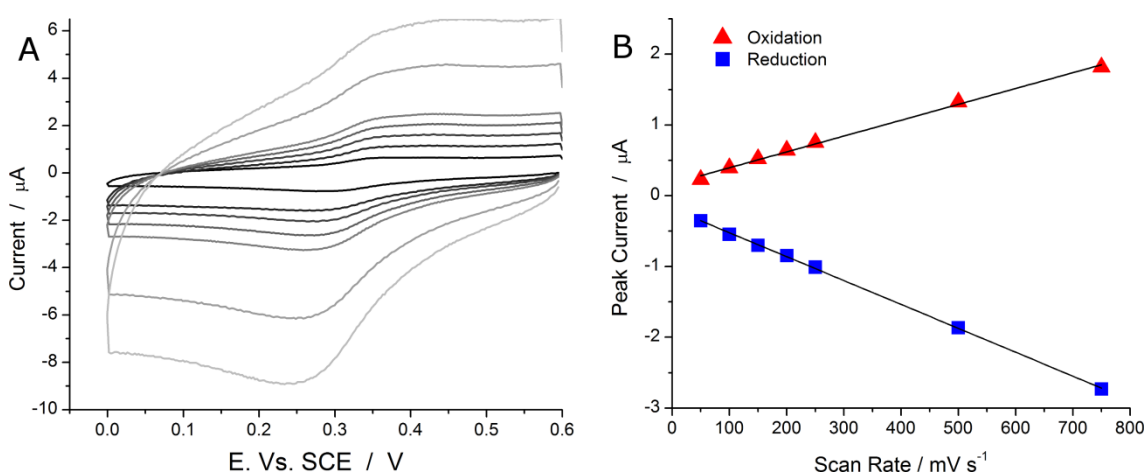 A
6
4
2
0
-2
-4
-6
-8
-10
Current / μA
0.0 0.1 0.2 0.3 0.4 0.5 0.6
E. Vs. SCE / V
B
Oxidation
Reduction
2
1
0
-1
-2
-3
Peak Current / μA
0 100 200 300 400 500 600 700 800
Scan Rate / mV s⁻¹